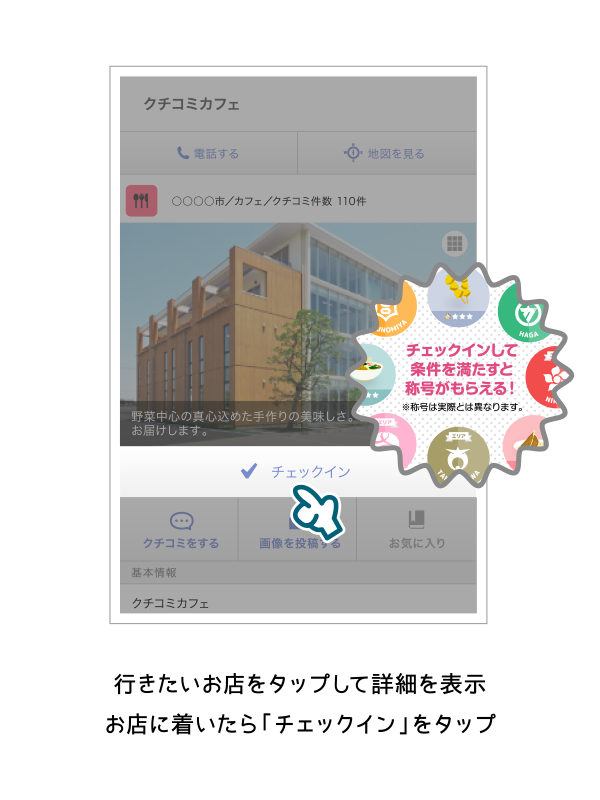 クチコミカフェ
電話する
地図を見る
〇〇〇〇市／カフェ／クチコミ件数 110件
HAGA
チェックインして
条件を満たすと
称号がもらえる！
※称号は実際とは異なります。
エリア
野菜中心の真心込めた手作りの美味しさ。
お届けします。
チェックイン
クチコミをする
画像を投稿する
お気に入り
基本情報
クチコミカフェ
行きたいお店をタップして詳細を表示
お店に着いたら「チェックイン」をタップ